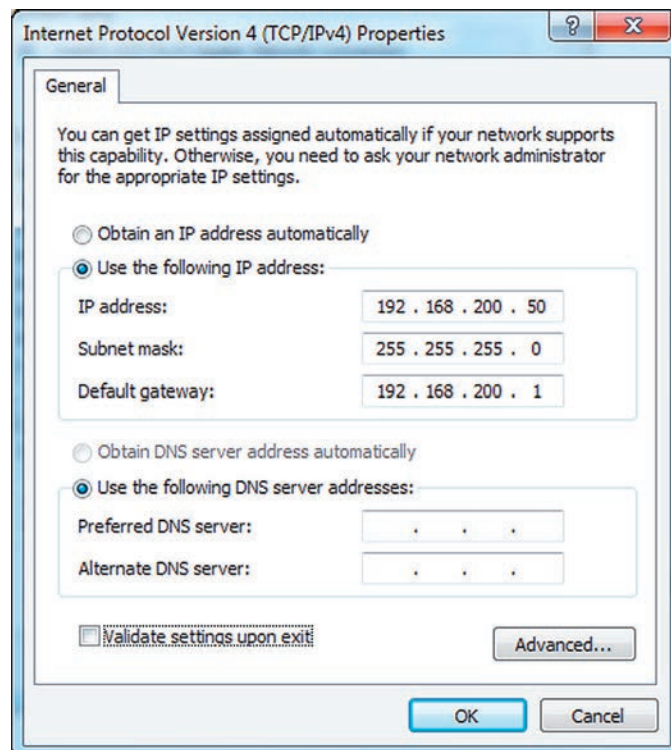 Internet Protocol Version 4 (TCP/IPv4) Properties
General
You can get IP settings assigned automatically if your network supports
this capability. Otherwise, you need to ask your network administrator
for the appropriate IP settings.
Obtain an IP address automatically
Use the following IP address:
IP address: 192 . 168 . 200 . 50
Subnet mask: 255 . 255 . 255 . 0
Default gateway: 192 . 168 . 200 . 1
Obtain DNS server address automatically
Use the following DNS server addresses:
Preferred DNS server: . . .
Alternate DNS server: . . .
Validate settings upon exit
Advanced...
OK Cancel